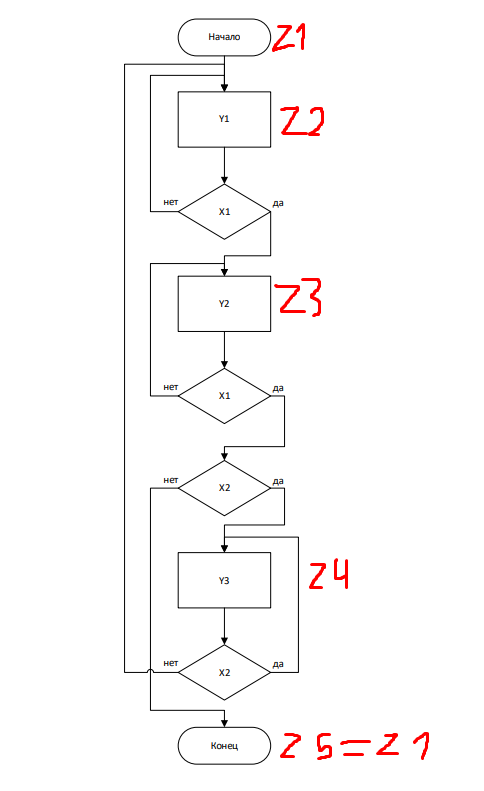 Начало Z1
Y1 Z2
нет X1 да
Y2 Z3
нет X1 да
нет X2 да
Y3 Z4
нет X2 да
Конец Z5=Z1